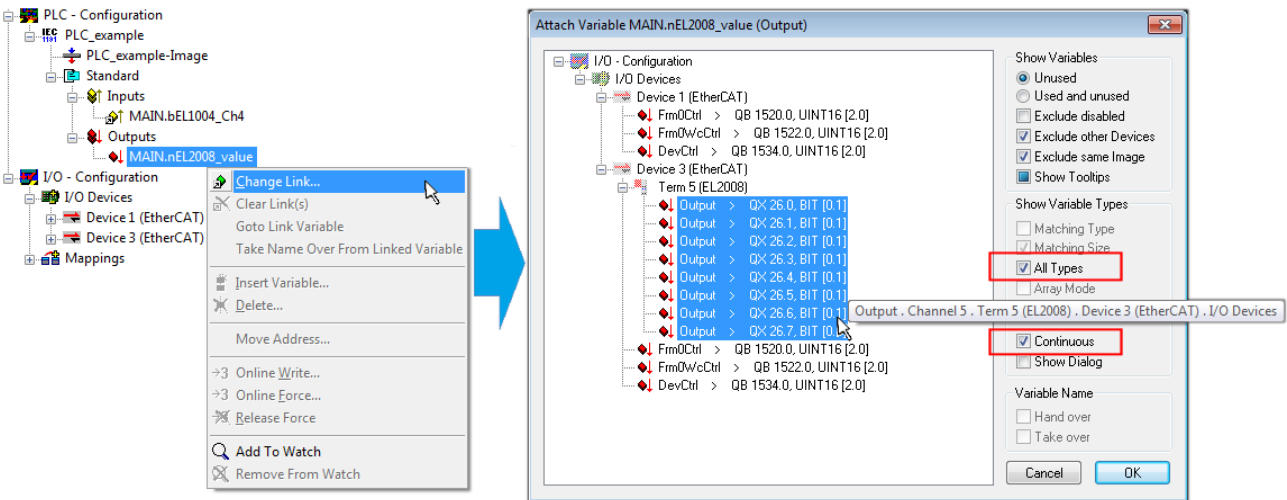 PLC - Configuration
IEC
1131
PLC_example
PLC_example-Image
Standard
Inputs
MAIN.bEL1004_Ch4
Outputs
MAIN.nEL2008_value
I/O - Configuration
I/O Devices
Device 1 (EtherCAT)
Device 3 (EtherCAT)
Mappings
Change Link...
Clear Link(s)
Goto Link Variable
Take Name Over From Linked Variable
Insert Variable...
Delete...
Move Address...
→3 Online Write...
→3 Online Force...
Release Force
Add To Watch
Remove From Watch
Attach Variable MAIN.nEL2008_value (Output)
I/O - Configuration
I/O Devices
Device 1 (EtherCAT)
Frm0Ctrl > QB 1520.0, UINT16 [2.0]
Frm0WcCtrl > QB 1522.0, UINT16 [2.0]
DevCtrl > QB 1534.0, UINT16 [2.0]
Device 3 (EtherCAT)
Term 5 (EL2008)
Output > QX 26.0, BIT [0.1]
Output > QX 26.1, BIT [0.1]
Output > QX 26.2, BIT [0.1]
Output > QX 26.3, BIT [0.1]
Output > QX 26.4, BIT [0.1]
Output > QX 26.5, BIT [0.1]
Output > QX 26.6, BIT [0.1]
Output > QX 26.7, BIT [0.1]
Frm0Ctrl > QB 1520.0, UINT16 [2.0]
Frm0WcCtrl > QB 1522.0, UINT16 [2.0]
DevCtrl > QB 1534.0, UINT16 [2.0]
Output . Channel 5 . Term 5 (EL2008) . Device 3 (EtherCAT) . I/O Devices
Show Variables
Unused
Used and unused
Exclude disabled
Exclude other Devices
Exclude same Image
Show Tooltips
Show Variable Types
Matching Type
Matching Size
All Types
Array Mode
Continuous
Show Dialog
Variable Name
Hand over
Take over
Cancel
OK